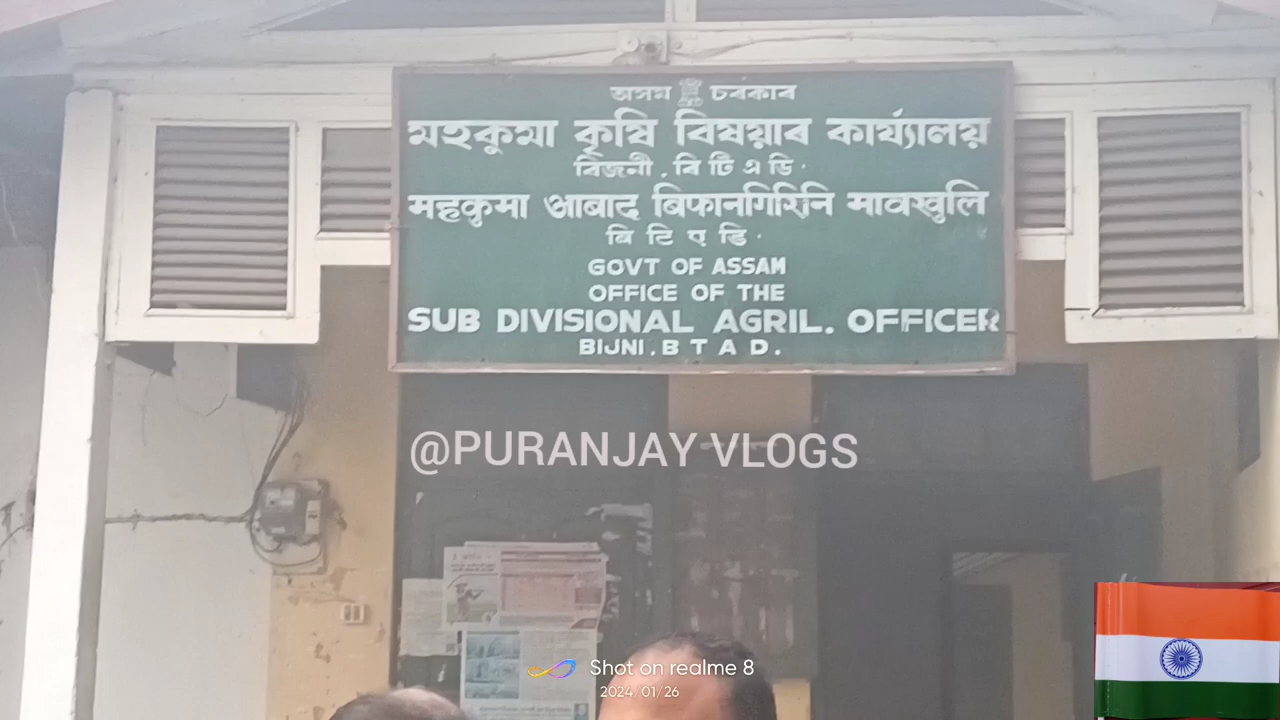 অসম চৰকাৰ
মহকুমা কৃষি বিষয়াৰ কাৰ্য্যালয়
বিজনী . বি টি এ ডি .
महकुमा आबाद बिफानगिरिनि मावखुलि
बि टि ए डि .
GOVT OF ASSAM
OFFICE OF THE
SUB DIVISIONAL AGRIL. OFFICER
BIJNI . B T A D .
@PURANJAY VLOGS
Shot on realme 8
2024/01/26